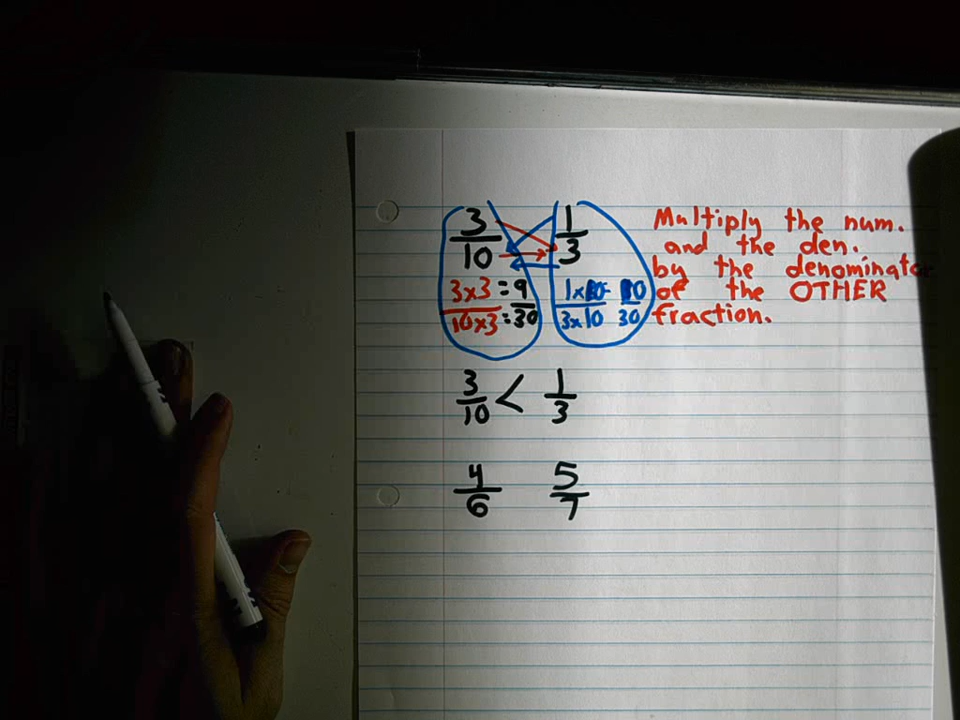 3/10 1/3
3x3/10x3 = 9/30 1x10/3x10 10/30
Multiply the num.
and the den.
by the denominator
of the OTHER
fraction.
3/10 < 1/3
4/6 5/7